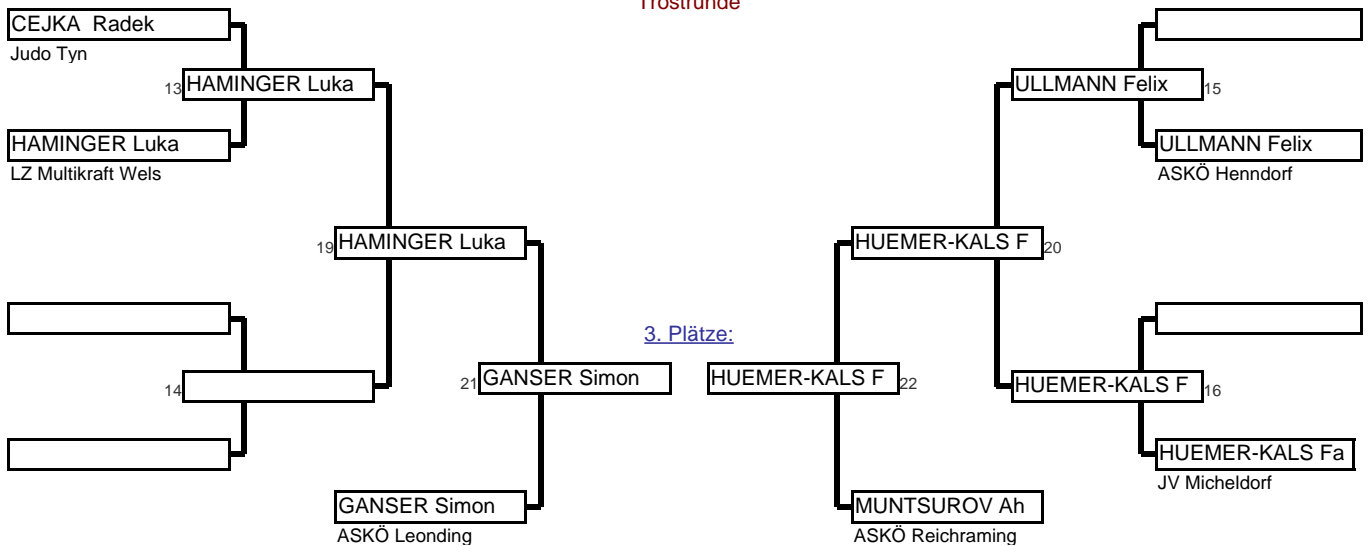 Trostrunde
CEJKA Radek
Judo Tyn
13 HAMINGER Luka
ULLMANN Felix 15
HAMINGER Luka
LZ Multikraft Wels
ULLMANN Felix
ASKÖ Henndorf
19 HAMINGER Luka
HUEMER-KALS F 20
3. Plätze:
14
21 GANSER Simon
HUEMER-KALS F 22
HUEMER-KALS F 16
HUEMER-KALS Fa
JV Micheldorf
GANSER Simon
ASKÖ Leonding
MUNTSUROV Ah
ASKÖ Reichraming